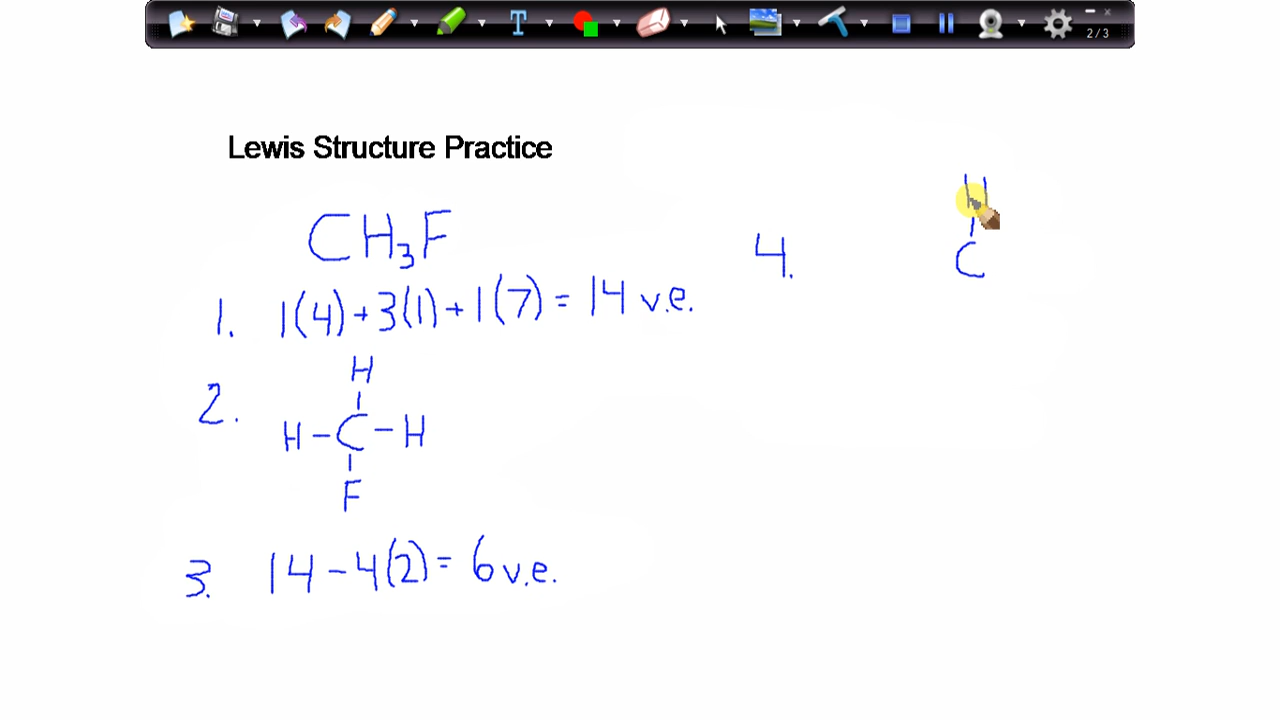 2/3
Lewis Structure Practice
CH₃F
1. 1(4)+3(1)+1(7)=14 v.e.
2.
H
H-C-H
F
3. 14-4(2)=6 v.e.
4.
H
C